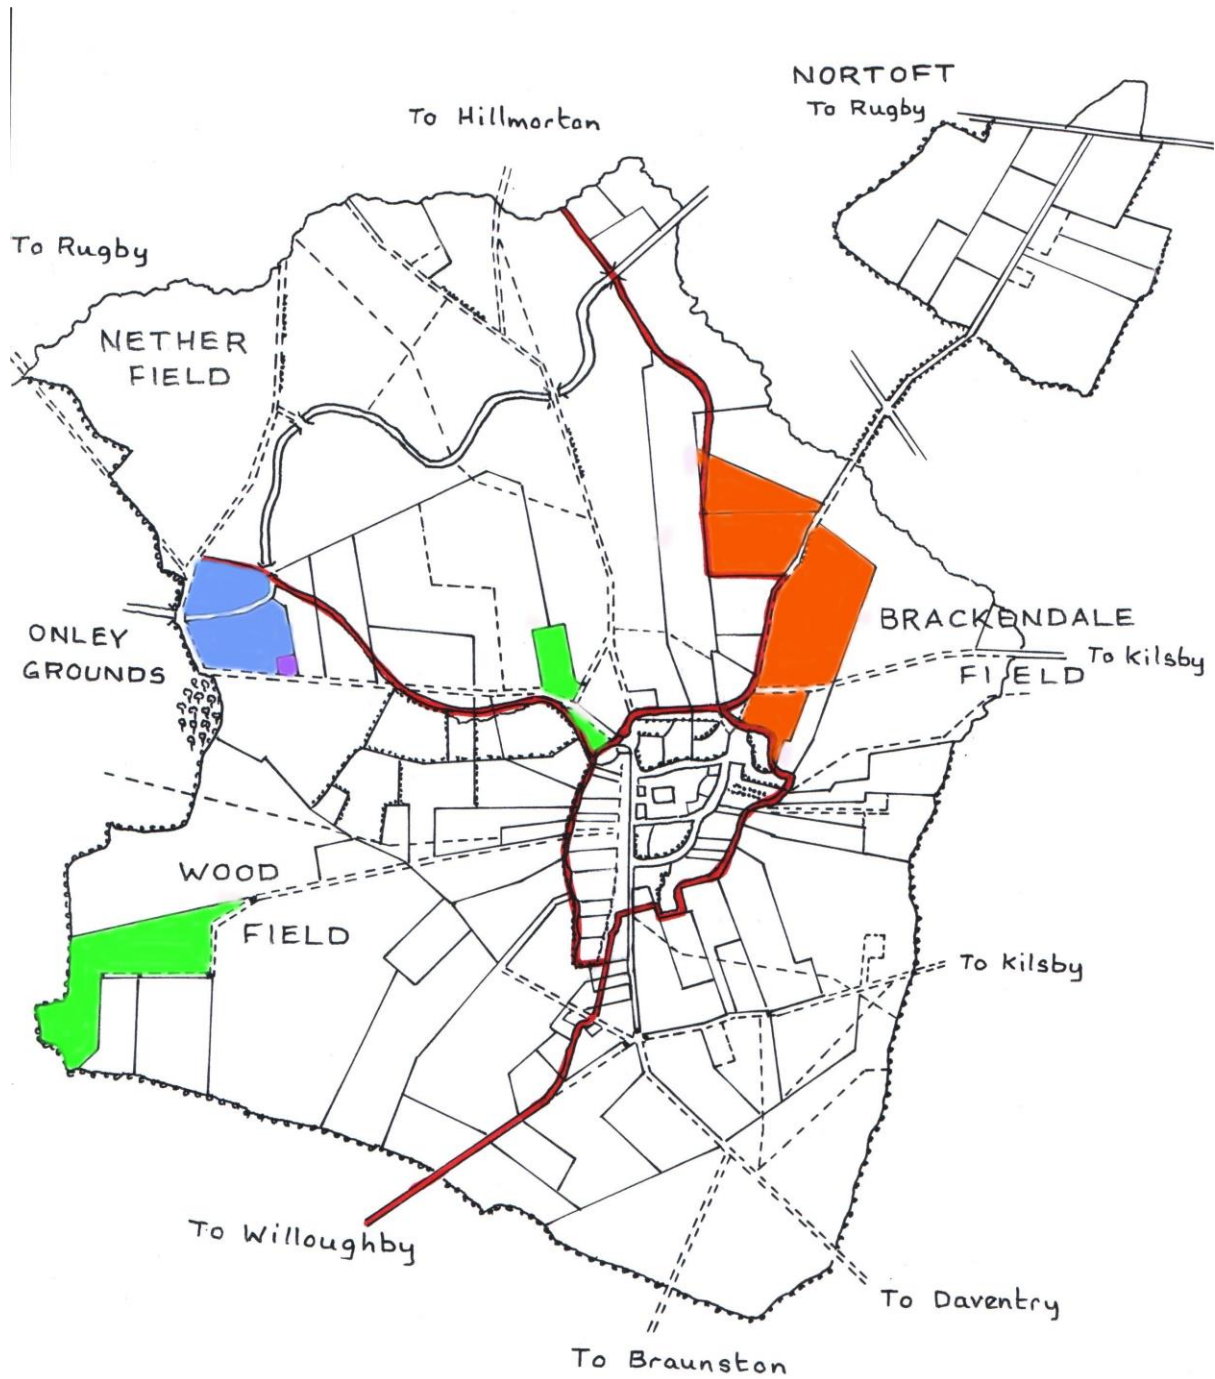 NORTOFT
To Rugby
To Hillmorton
To Rugby
NETHER
FIELD
BRACKENDALE
FIELD
To Kilsby
ONLEY
GROUNDS
WOOD
FIELD
To Kilsby
To Willoughby
To Daventry
To Braunston